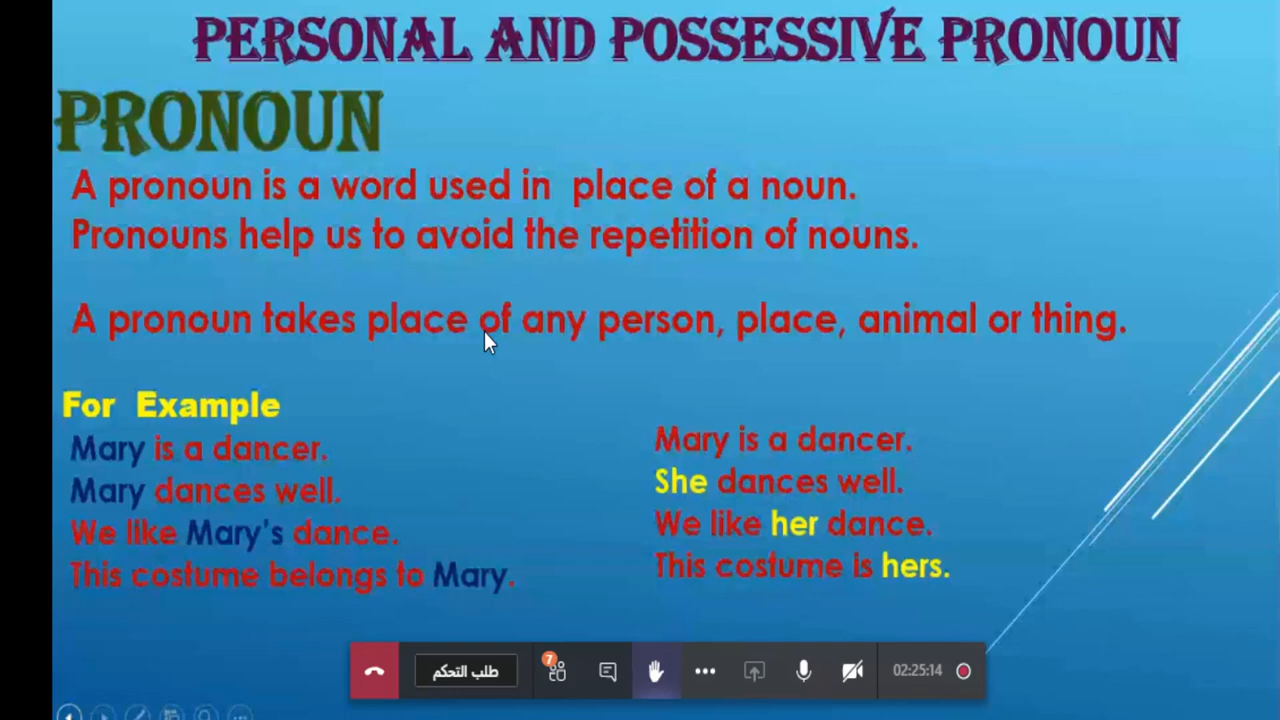 PERSONAL AND POSSESSIVE PRONOUN
PRONOUN
A pronoun is a word used in place of a noun.
Pronouns help us to avoid the repetition of nouns.
A pronoun takes place of any person, place, animal or thing.
For Example
Mary is a dancer.
Mary dances well.
We like Mary's dance.
This costume belongs to Mary.
Mary is a dancer.
She dances well.
We like her dance.
This costume is hers.
طلب التحكم
7
02:25:14